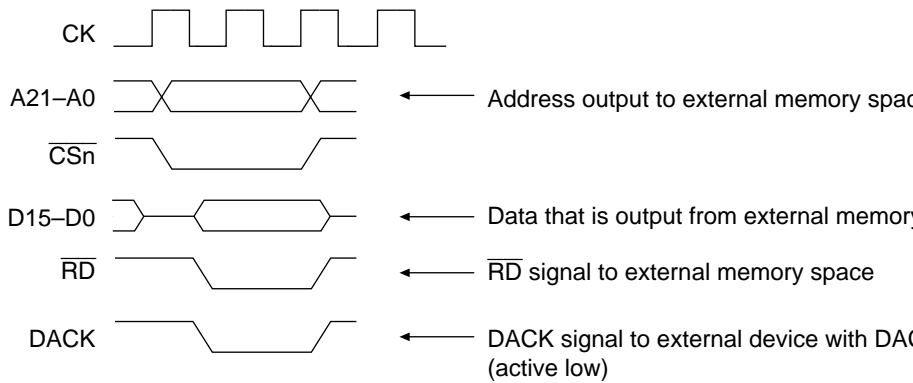 CK
A21–A0
Address output to external memory spac
CSn
D15–D0
Data that is output from external memory
RD
RD signal to external memory space
DACK
DACK signal to external device with DAC
(active low)